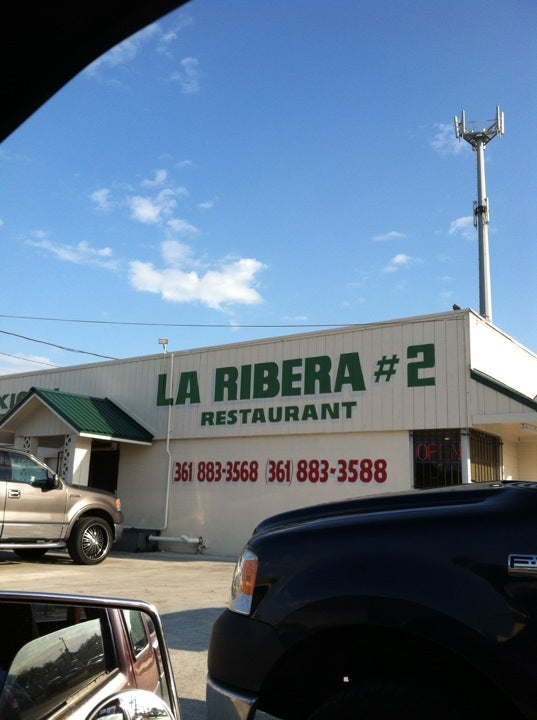 LA RIBERA #2
RESTAURANT
361 883-3568 (361) 883-3588